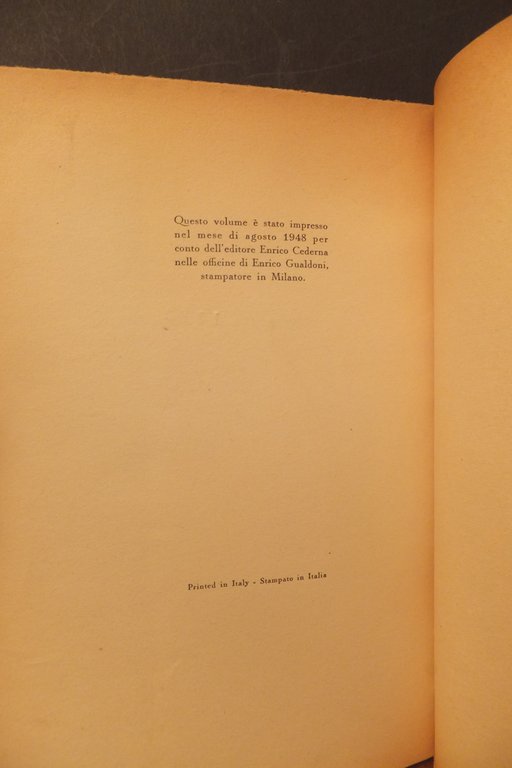 Questo volume è stato impresso
nel mese di agosto 1948 per
conto dell'editore Enrico Cederna
nelle officine di Enrico Gualdoni,
stampatore in Milano.
Printed in Italy - Stampato in Italia